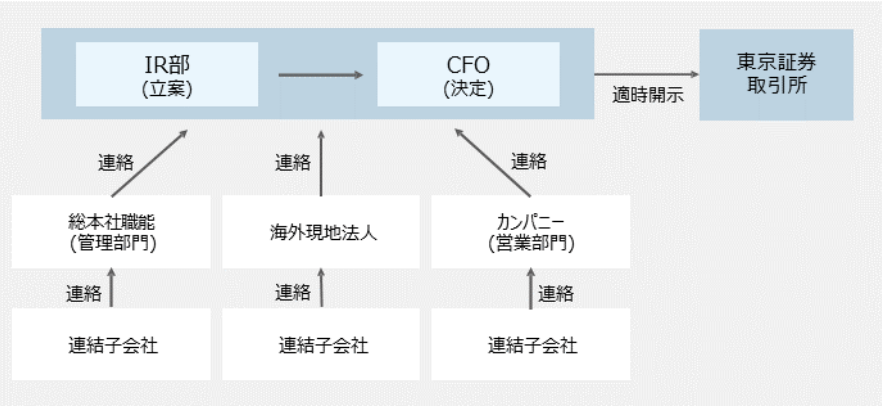 IR部
(立案)
CFO
(決定)
適時開示
東京証券
取引所
連絡
連絡
連絡
総本社職能
(管理部門)
海外現地法人
カンパニー
(営業部門)
連絡
連絡
連絡
連結子会社
連結子会社
連結子会社